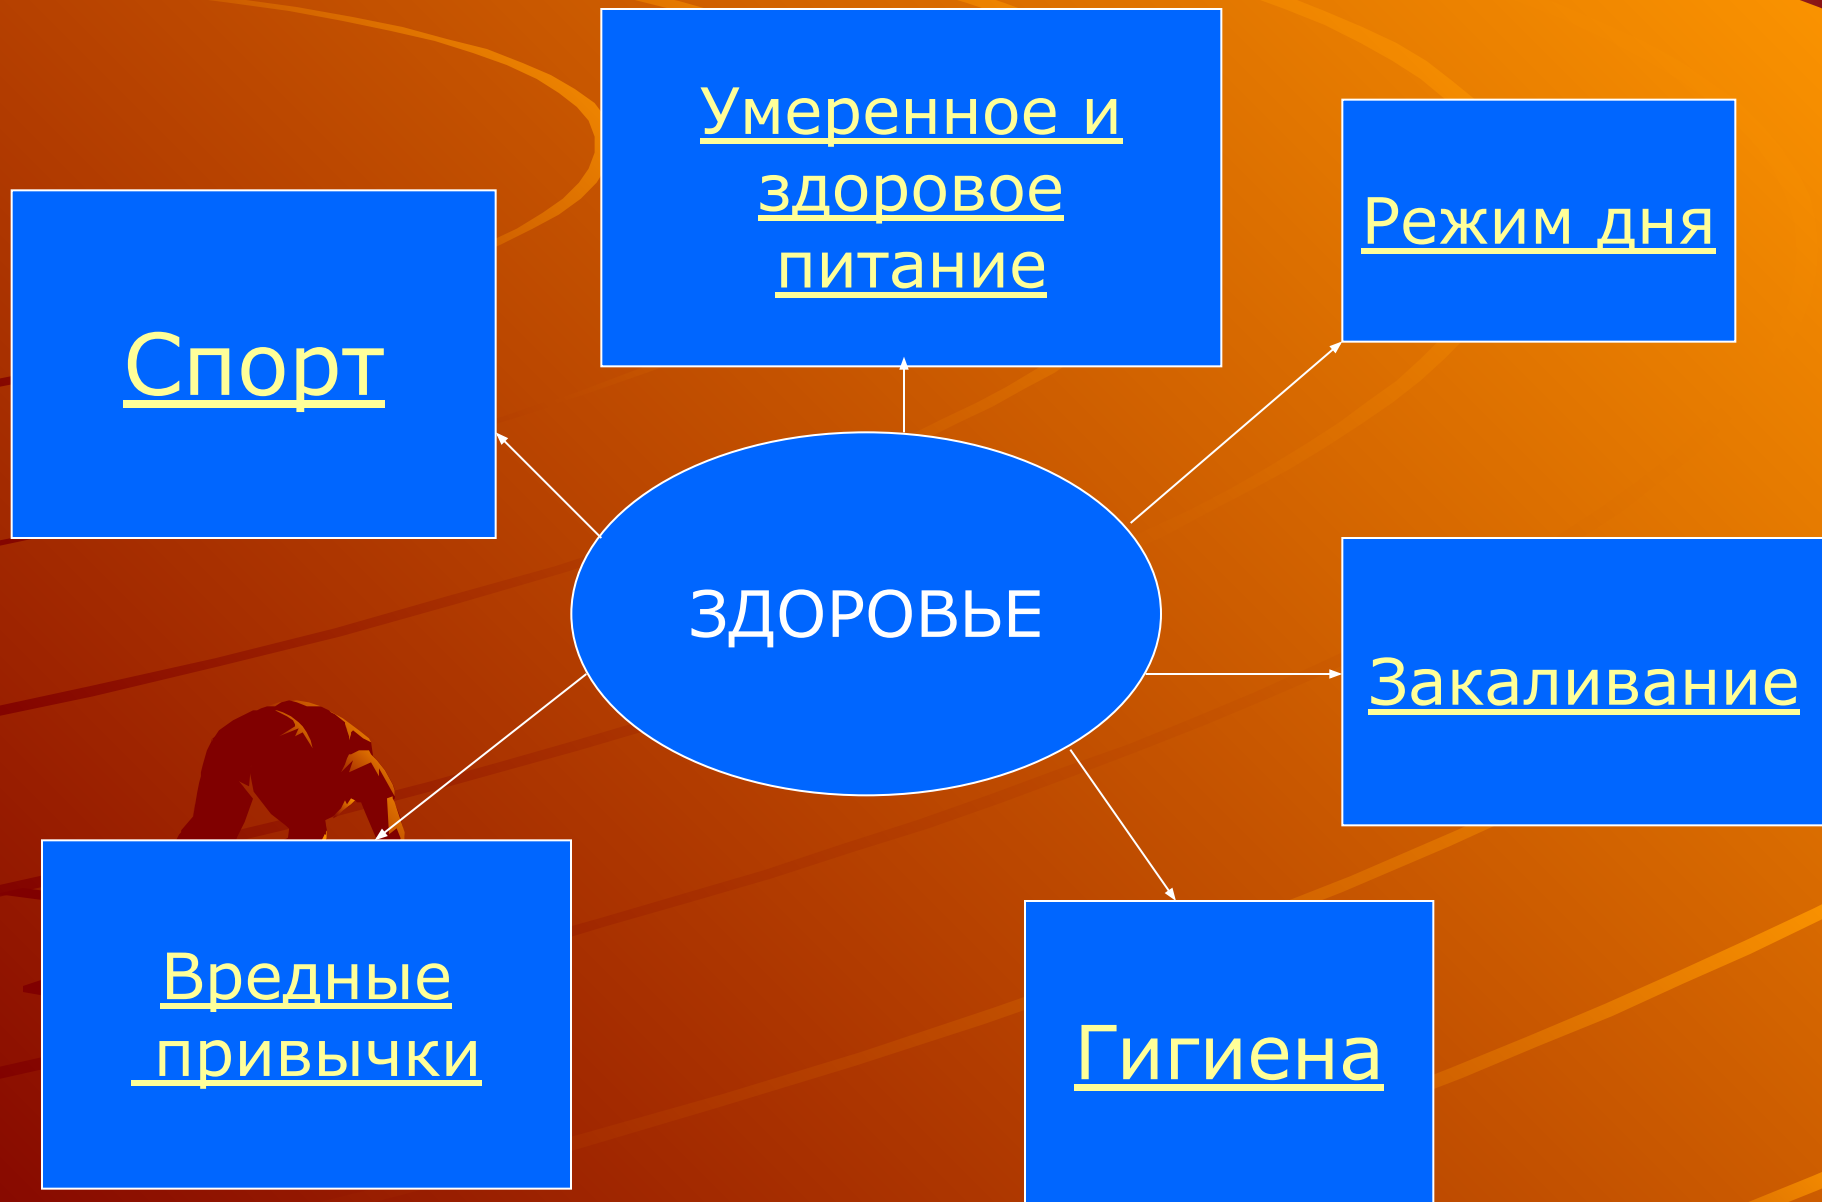 Умеренное и
здоровое
питание
Режим дня
Спорт
ЗДОРОВЬЕ
Закаливание
Вредные
привычки
Гигиена